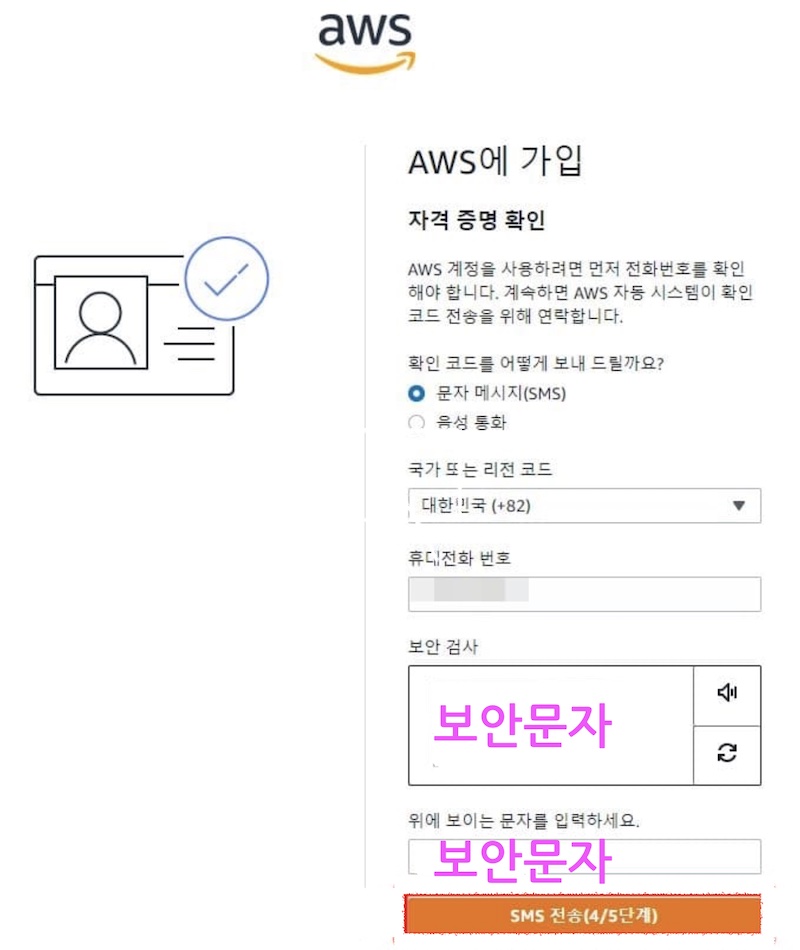 aws
AWS에 가입
자격 증명 확인
AWS 계정을 사용하려면 먼저 전화번호를 확인
해야 합니다. 계속하면 AWS 자동 시스템이 확인
코드 전송을 위해 연락합니다.
확인 코드를 어떻게 보내 드릴까요?
문자 메시지(SMS)
음성 통화
국가 또는 리전 코드
대한민국 (+82)
휴대전화 번호
보안 검사
보안문자
위에 보이는 문자를 입력하세요.
보안문자
SMS 전송(4/5단계)